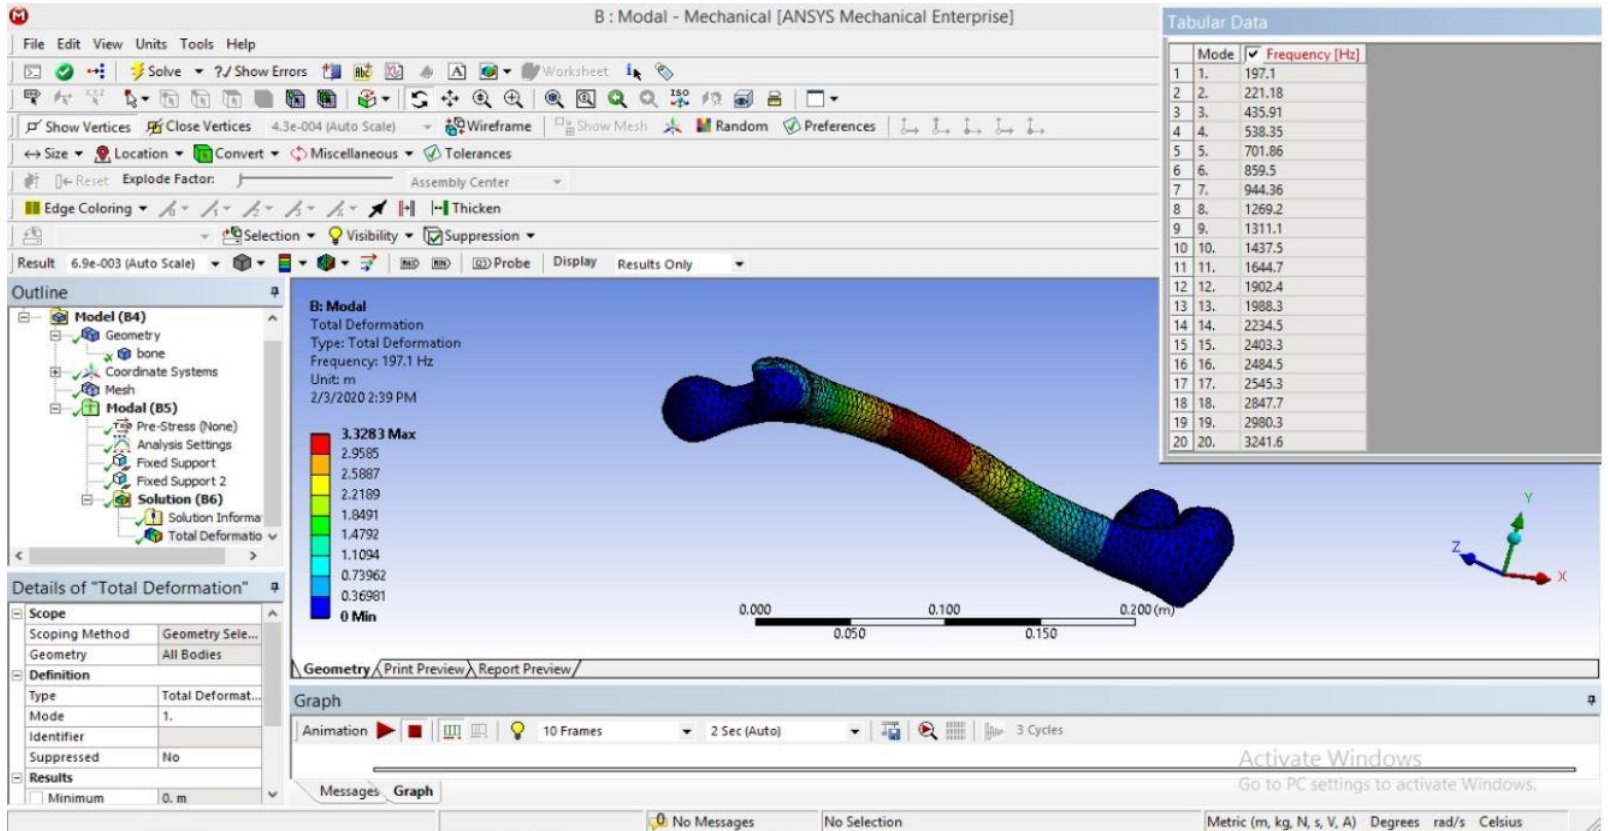 B : Modal - Mechanical [ANSYS Mechanical Enterprise]
File Edit View Units Tools Help
Solve ?/ Show Errors Worksheet
Show Vertices Close Vertices 4.3e-004 (Auto Scale) Wireframe Show Mesh Random Preferences
Size Location Convert Miscellaneous Tolerances
Reset Explode Factor: Assembly Center
Edge Coloring Thicken
Selection Visibility Suppression
Result 6.9e-003 (Auto Scale) MAX MIN Probe Display Results Only
Tabular Data
Mode Frequency [Hz]
1 1. 197.1
2 2. 221.18
3 3. 435.91
4 4. 538.35
5 5. 701.86
6 6. 859.5
7 7. 944.36
8 8. 1269.2
9 9. 1311.1
10 10. 1437.5
11 11. 1644.7
12 12. 1902.4
13 13. 1988.3
14 14. 2234.5
15 15. 2403.3
16 16. 2484.5
17 17. 2545.3
18 18. 2847.7
19 19. 2980.3
20 20. 3241.6
Outline
Model (B4)
Geometry
bone
Coordinate Systems
Mesh
Modal (B5)
Pre-Stress (None)
Analysis Settings
Fixed Support
Fixed Support 2
Solution (B6)
Solution Informa
Total Deformatio
B: Modal
Total Deformation
Type: Total Deformation
Frequency: 197.1 Hz
Unit: m
2/3/2020 2:39 PM
3.3283 Max
2.9585
2.5887
2.2189
1.8491
1.4792
1.1094
0.73962
0.36981
0 Min
0.000 0.100 0.200 (m)
0.050 0.150
Y
Z
X
Details of "Total Deformation"
Scope
Scoping Method Geometry Sele...
Geometry All Bodies
Definition
Type Total Deformat...
Mode 1.
Identifier
Suppressed No
Results
Minimum 0. m
Geometry Print Preview Report Preview
Graph
Animation 10 Frames 2 Sec (Auto) 3 Cycles
Activate Windows
Go to PC settings to activate Windows.
Messages Graph
No Messages No Selection Metric (m, kg, N, s, V, A) Degrees rad/s Celsius